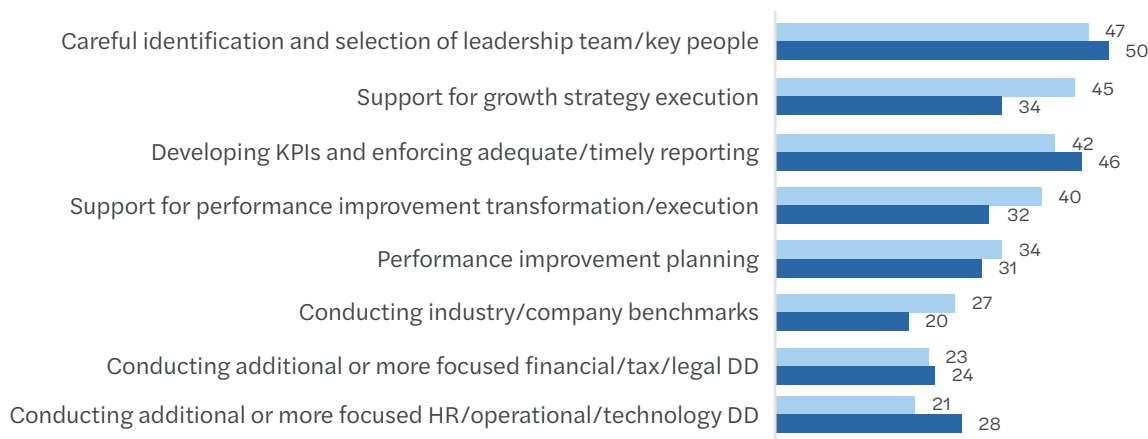 Careful identification and selection of leadership team/key people
47
50
Support for growth strategy execution
45
34
Developing KPIs and enforcing adequate/timely reporting
42
46
Support for performance improvement transformation/execution
40
32
Performance improvement planning
34
31
Conducting industry/company benchmarks
27
20
Conducting additional or more focused financial/tax/legal DD
23
24
Conducting additional or more focused HR/operational/technology DD
21
28